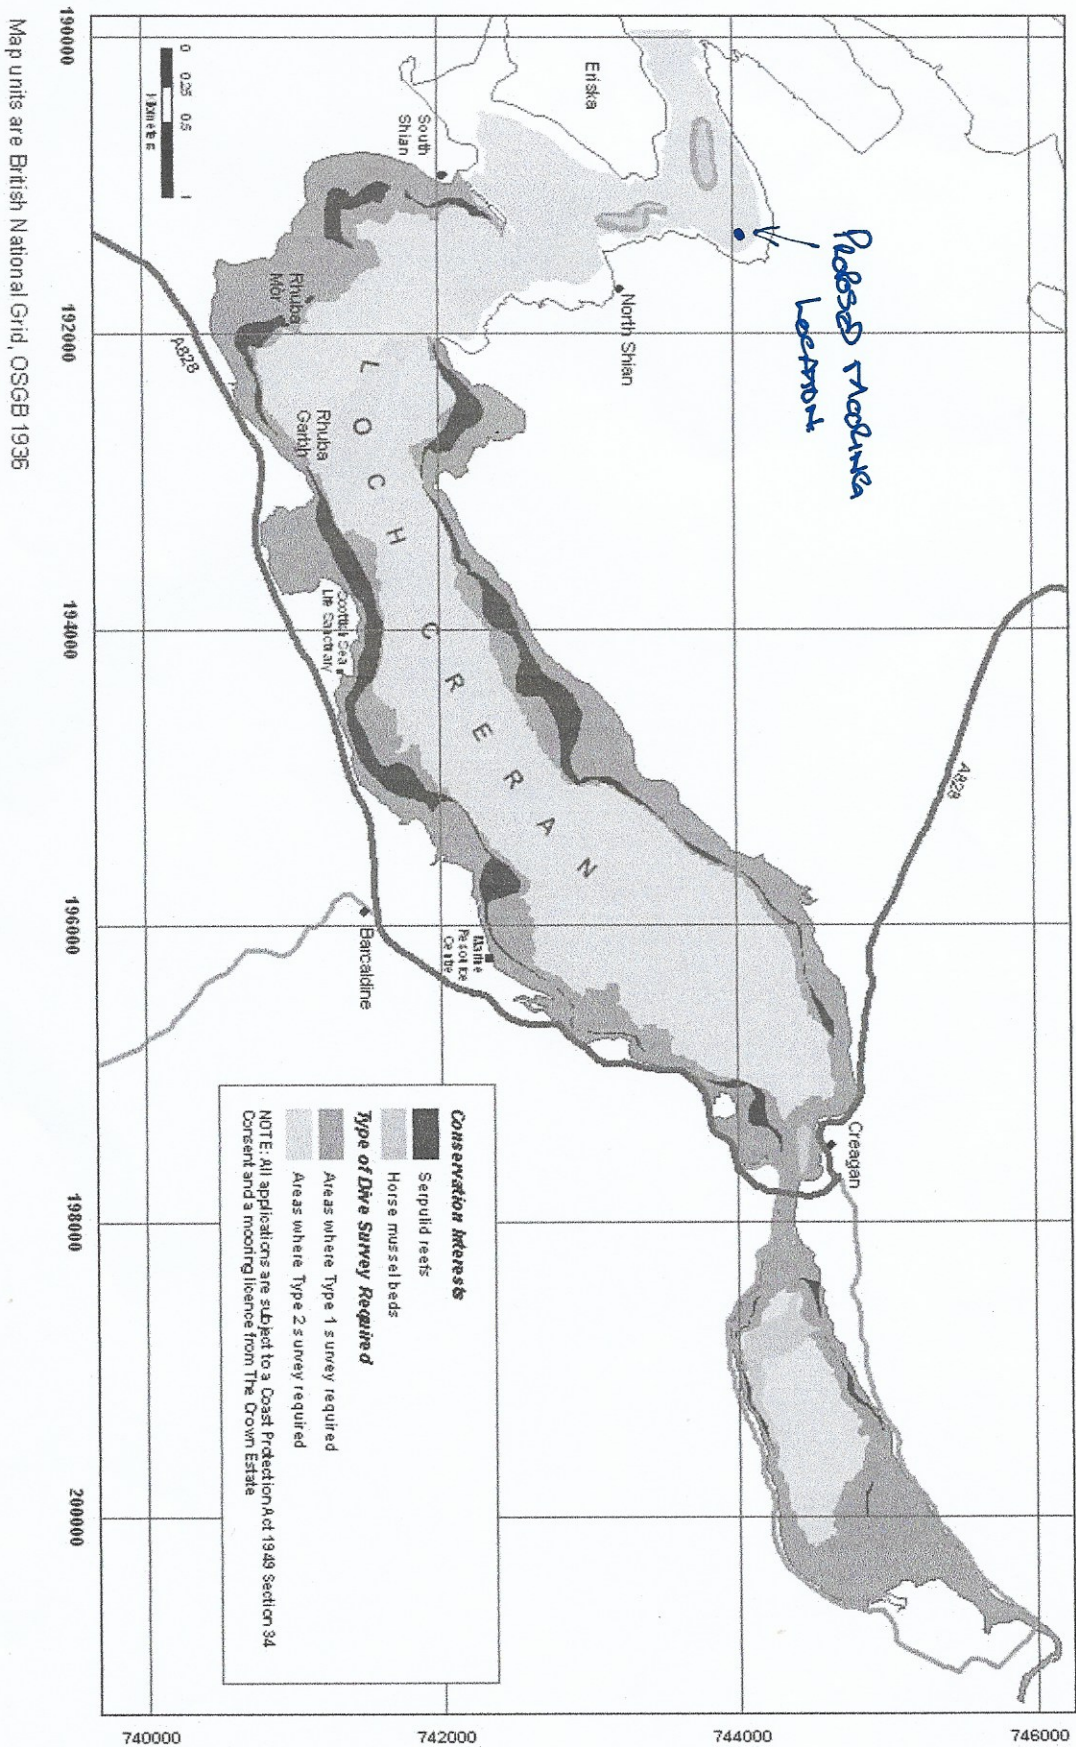 Map units are British National Grid, OSGB 1936
190000
192000
194000
196000
198000
200000
740000
742000
744000
746000
0 0.25 0.5 1
Kilometers
Eriska
South
Shian
North Shian
Proposed Mooring
Location.
Rhuba
Mòr
Rhuba
Garbh
A828
LOCH CRERAN
Scottish Sea
Life Sanctuary
A828
Barcaldine
Marine
Resource
Centre
Creagan
Conservation Interests
Serpulid reefs
Horse mussel beds
Type of Dive Survey Required
Areas where Type 1 survey required
Areas where Type 2 survey required
NOTE: All applications are subject to a Coast Protection Act 1949 Section 34
Consent and a mooring licence from The Crown Estate